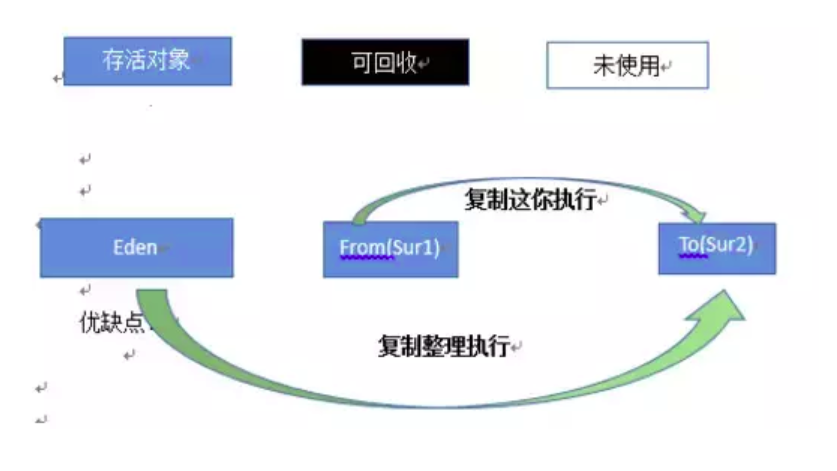 存活对象
可回收
未使用
复制这你执行
Eden
From(Sur1)
To(Sur2)
优缺点:
复制整理执行